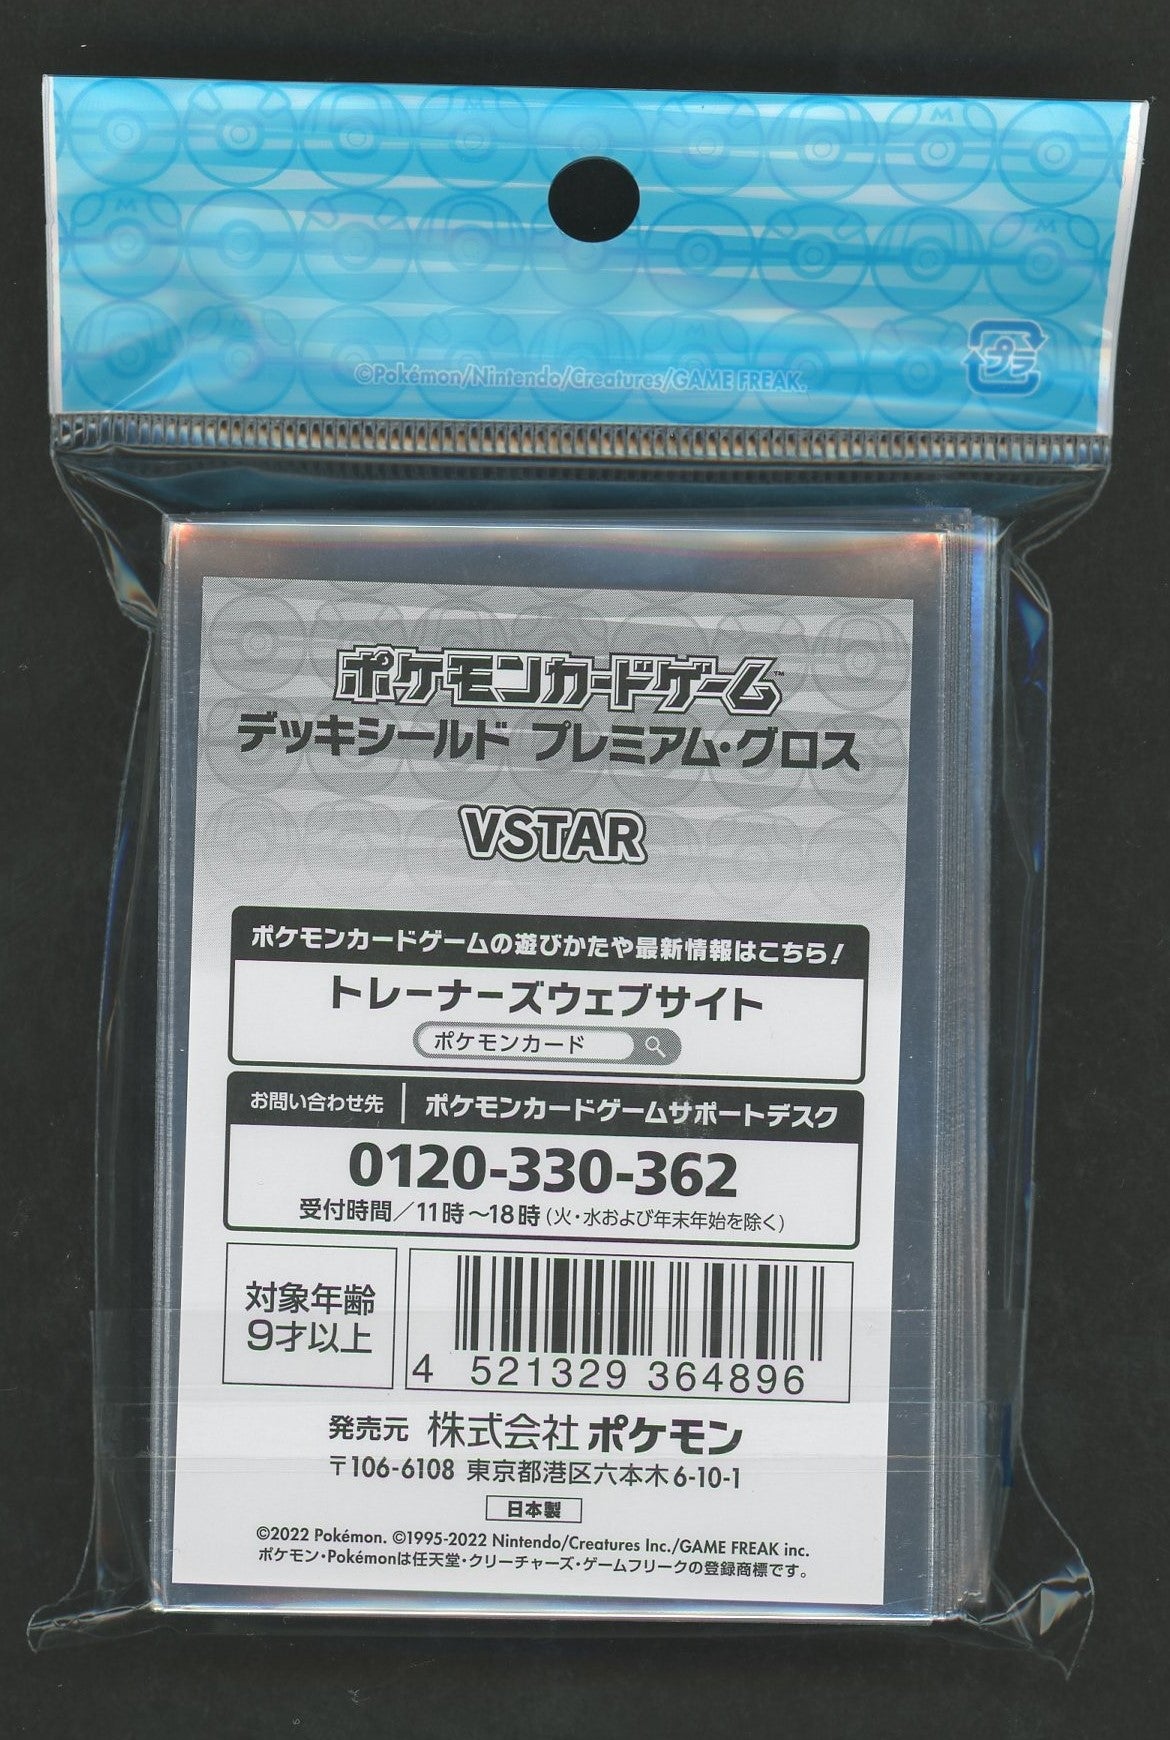 ©Pokémon/Nintendo/Creatures/GAME FREAK.
プラ
ポケモンカードゲーム™
デッキシールド プレミアム・グロス
VSTAR
ポケモンカードゲームの遊びかたや最新情報はこちら!
トレーナーズウェブサイト
ポケモンカード
お問い合わせ先 | ポケモンカードゲームサポートデスク
0120-330-362
受付時間/11時~18時(火・水および年末年始を除く)
対象年齢
9才以上
4 521329 364896
発売元 株式会社ポケモン
〒106-6108 東京都港区六本木6-10-1
日本製
©2022 Pokémon. ©1995-2022 Nintendo/Creatures Inc./GAME FREAK inc.
ポケモン・Pokémonは任天堂・クリーチャーズ・ゲームフリークの登録商標です。